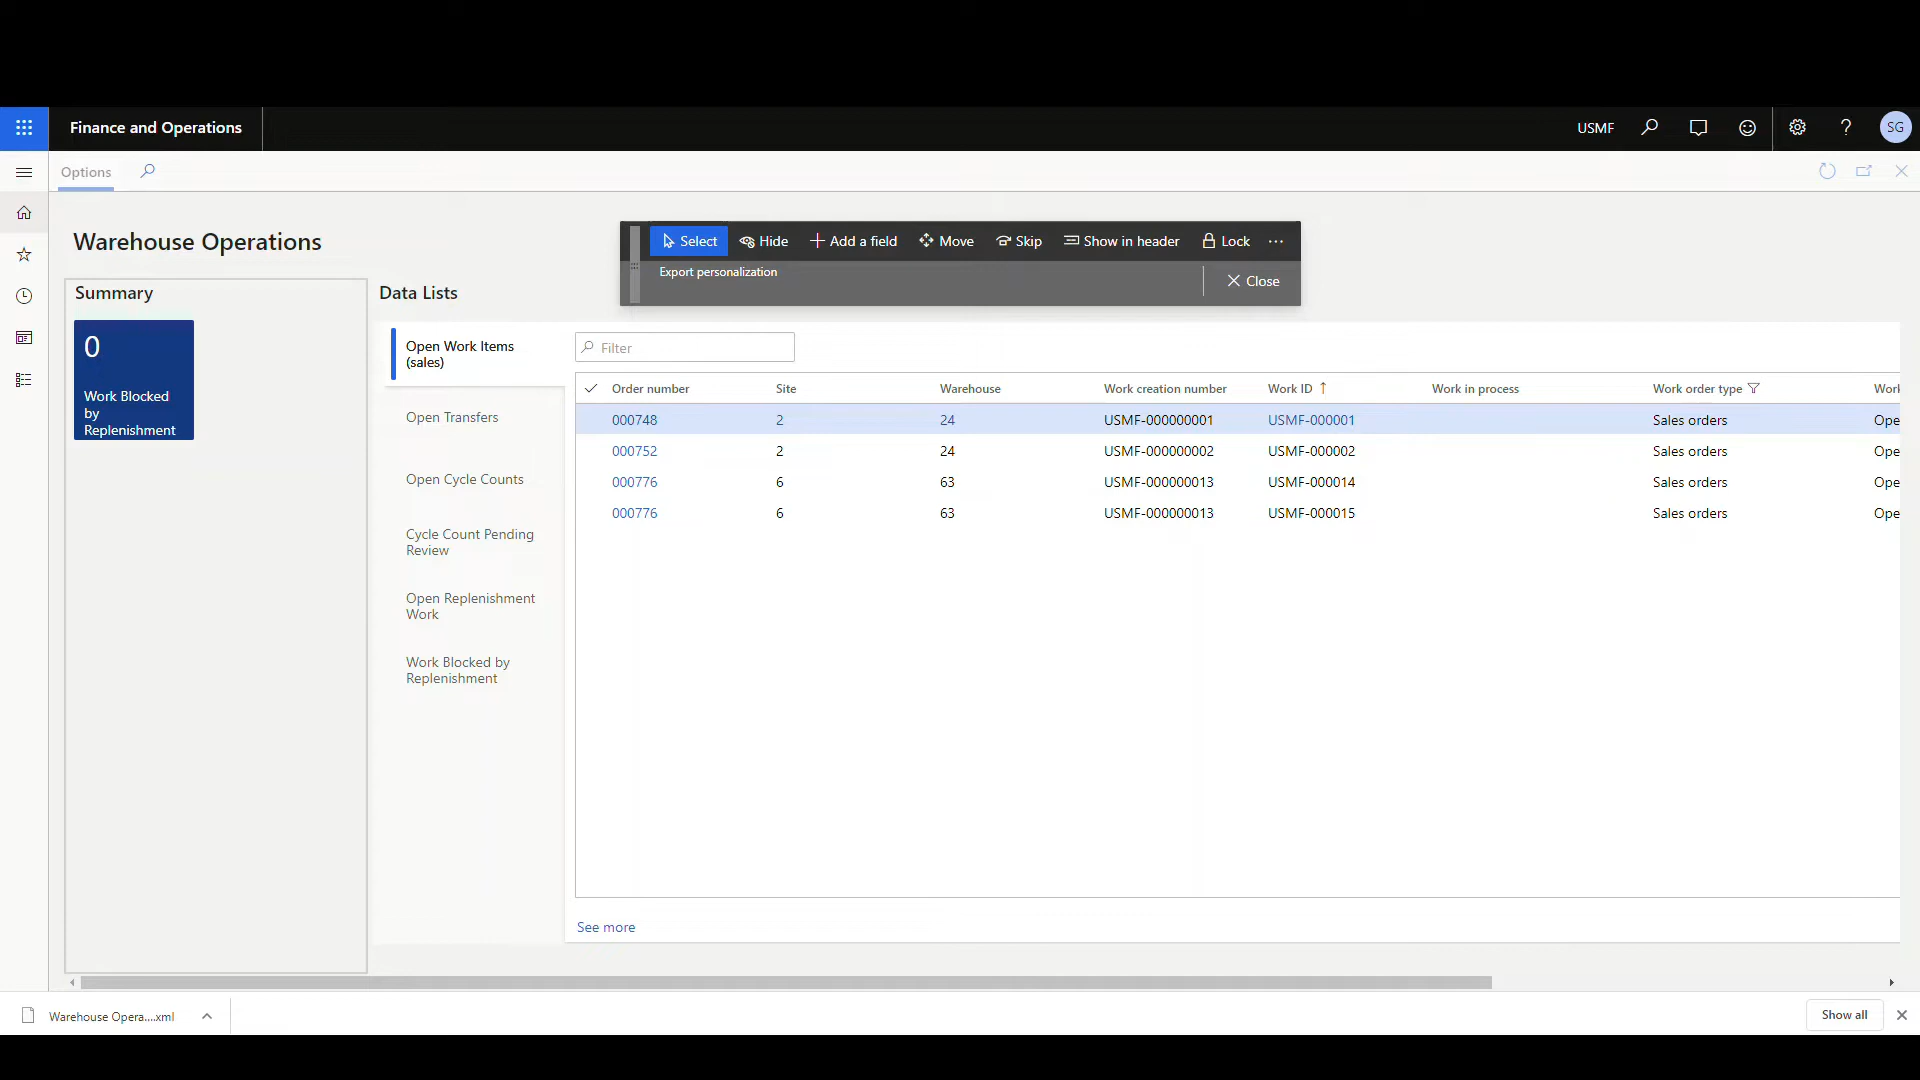 Finance and Operations
USMF
SG
Options
Warehouse Operations
Select
Hide
Add a field
Move
Skip
Show in header
Lock
Export personalization
Close
Summary
0
Work Blocked
by
Replenishment
Data Lists
Open Work Items
(sales)
Open Transfers
Open Cycle Counts
Cycle Count Pending
Review
Open Replenishment
Work
Work Blocked by
Replenishment
Filter
Order number Site Warehouse Work creation number Work ID Work in process Work order type Work
000748 2 24 USMF-000000001 USMF-000001 Sales orders Ope
000752 2 24 USMF-000000002 USMF-000002 Sales orders Ope
000776 6 63 USMF-000000013 USMF-000014 Sales orders Ope
000776 6 63 USMF-000000013 USMF-000015 Sales orders Ope
See more
Warehouse Opera....xml
Show all